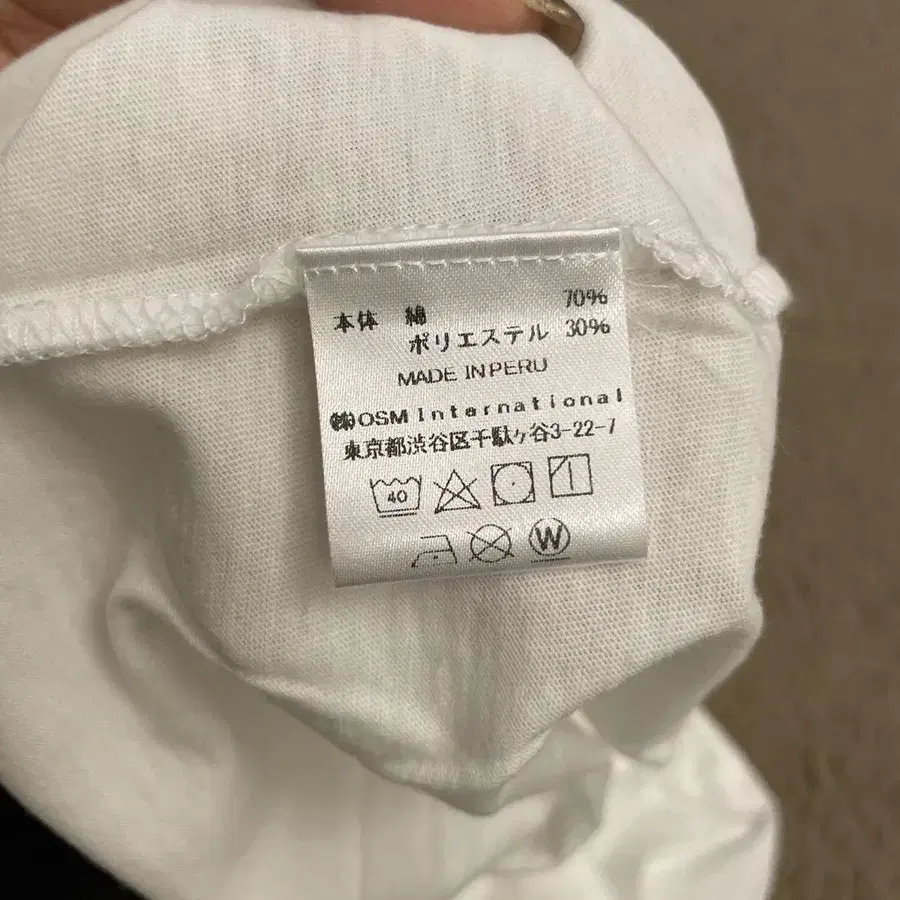 本体 綿 70%
ポリエステル 30%
MADE IN PERU
㈱OSM International
東京都渋谷区千駄ヶ谷3-22-7
40
W